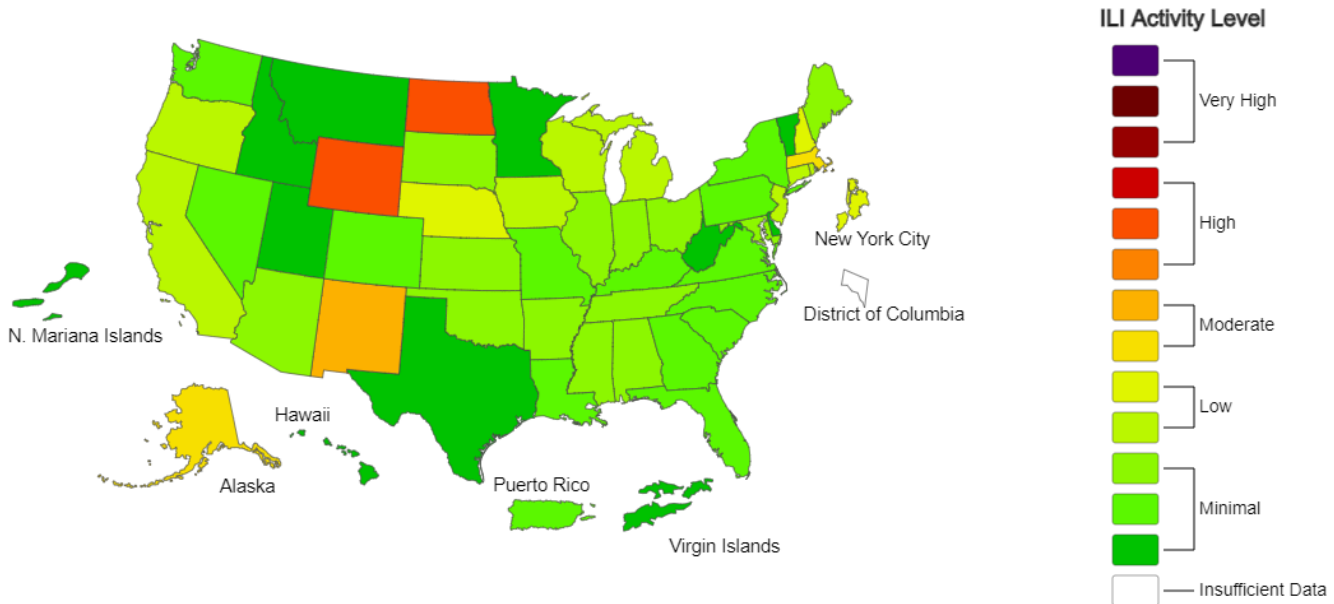 ILI Activity Level
Very High
High
New York City
District of Columbia
Moderate
N. Mariana Islands
Low
Hawaii
Alaska
Puerto Rico
Minimal
Virgin Islands
Insufficient Data